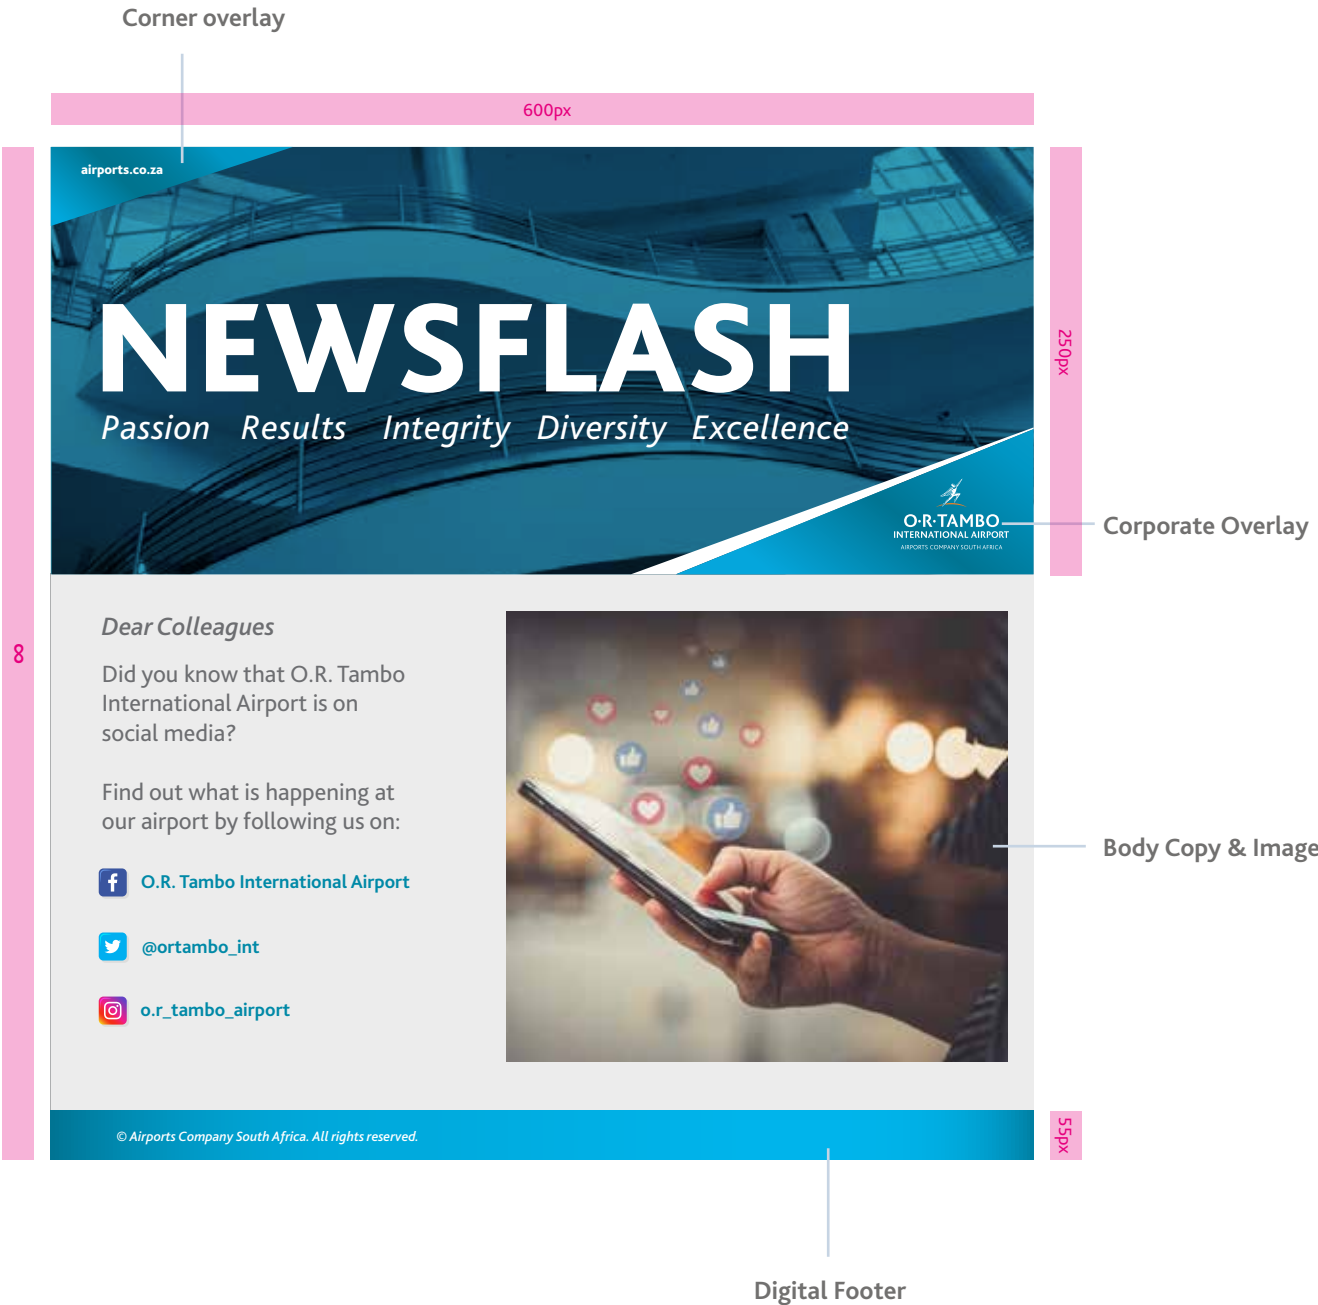 Corner overlay
600px
airports.co.za
NEWSFLASH
Passion Results Integrity Diversity Excellence
250px
O·R·TAMBO
INTERNATIONAL AIRPORT
AIRPORTS COMPANY SOUTH AFRICA
Corporate Overlay
∞
Dear Colleagues
Did you know that O.R. Tambo
International Airport is on
social media?
Find out what is happening at
our airport by following us on:
O.R. Tambo International Airport
@ortambo_int
o.r_tambo_airport
Body Copy & Image
© Airports Company South Africa. All rights reserved.
55px
Digital Footer